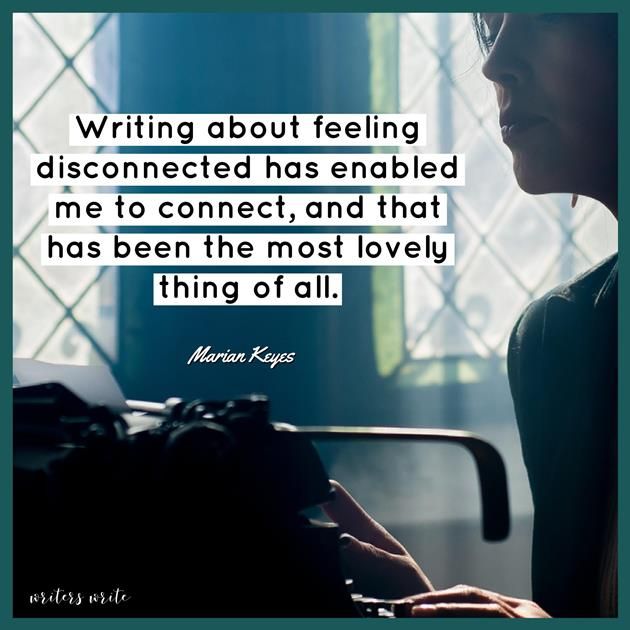 Writing about feeling
disconnected has enabled
me to connect, and that
has been the most lovely
thing of all.
Marian Keyes
writers write